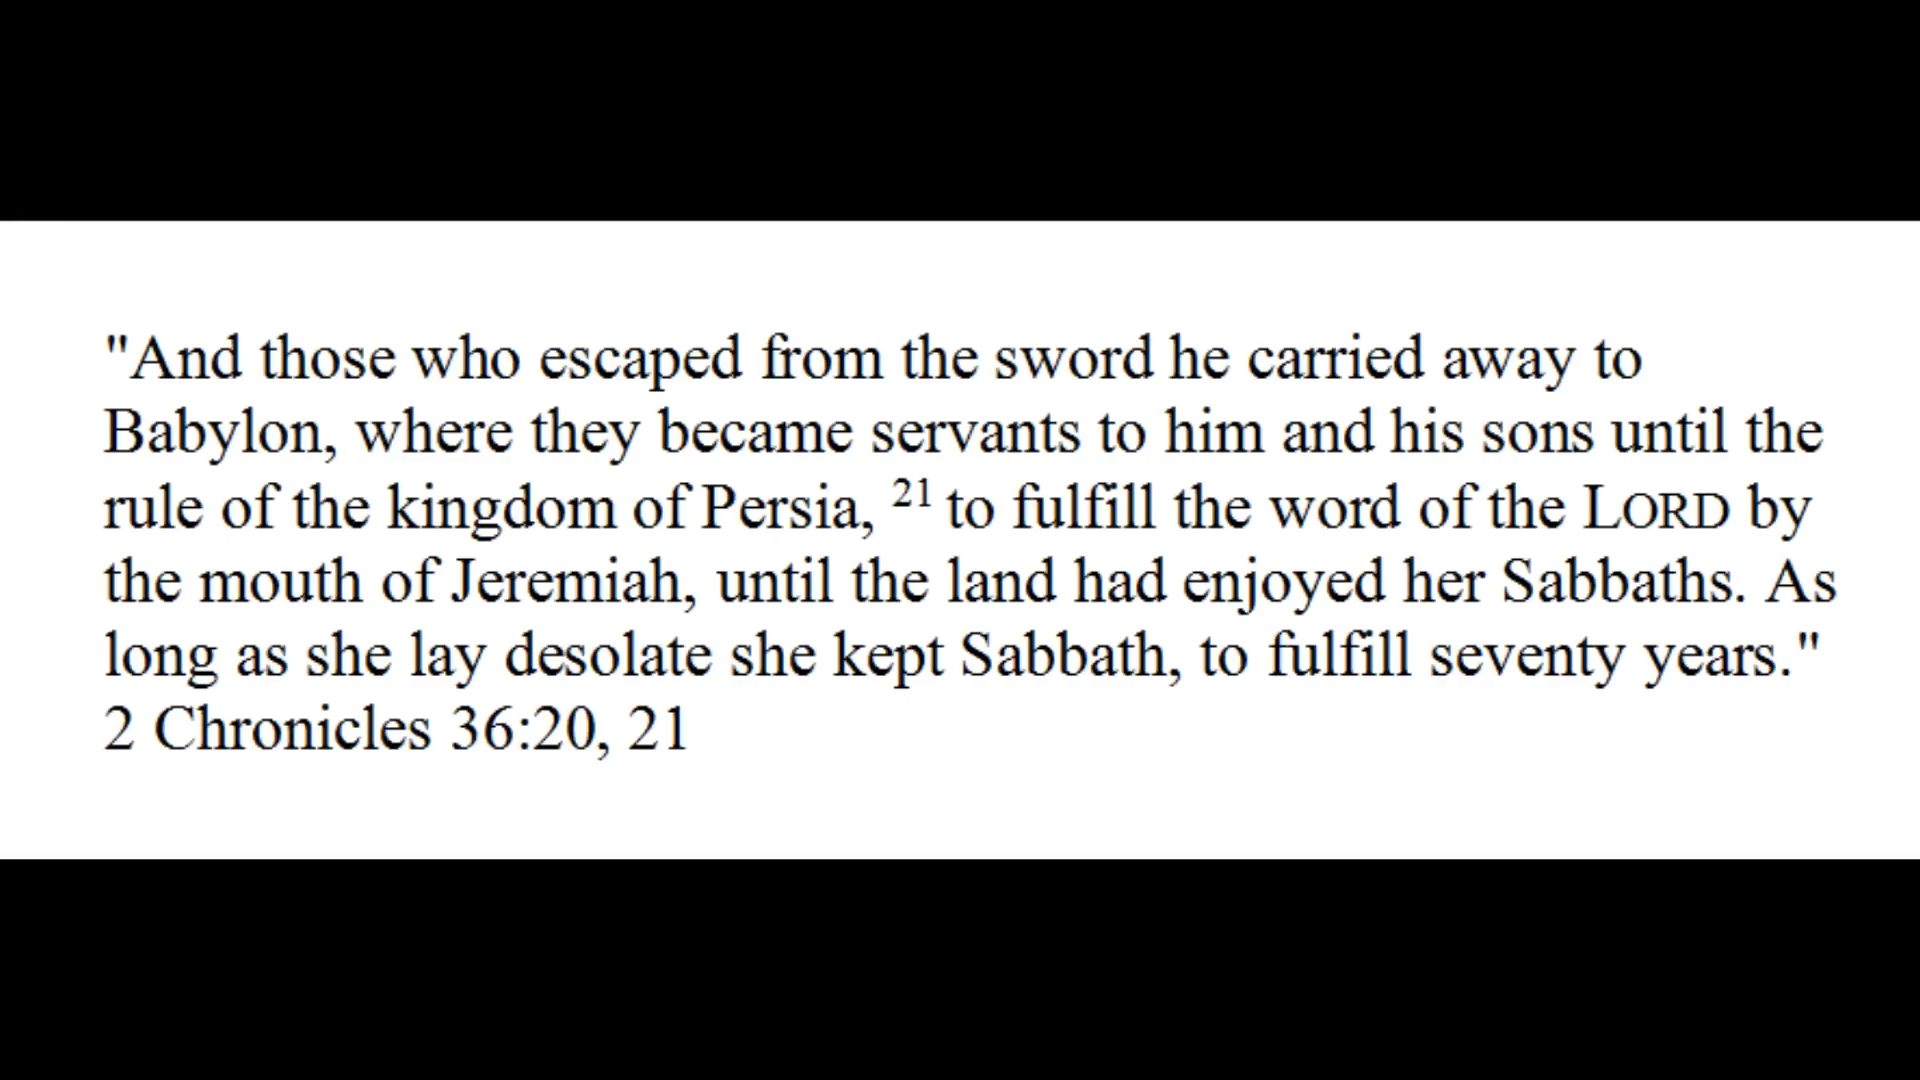 "And those who escaped from the sword he carried away to
Babylon, where they became servants to him and his sons until the
rule of the kingdom of Persia, 21 to fulfill the word of the LORD by
the mouth of Jeremiah, until the land had enjoyed her Sabbaths. As
long as she lay desolate she kept Sabbath, to fulfill seventy years."
2 Chronicles 36:20, 21